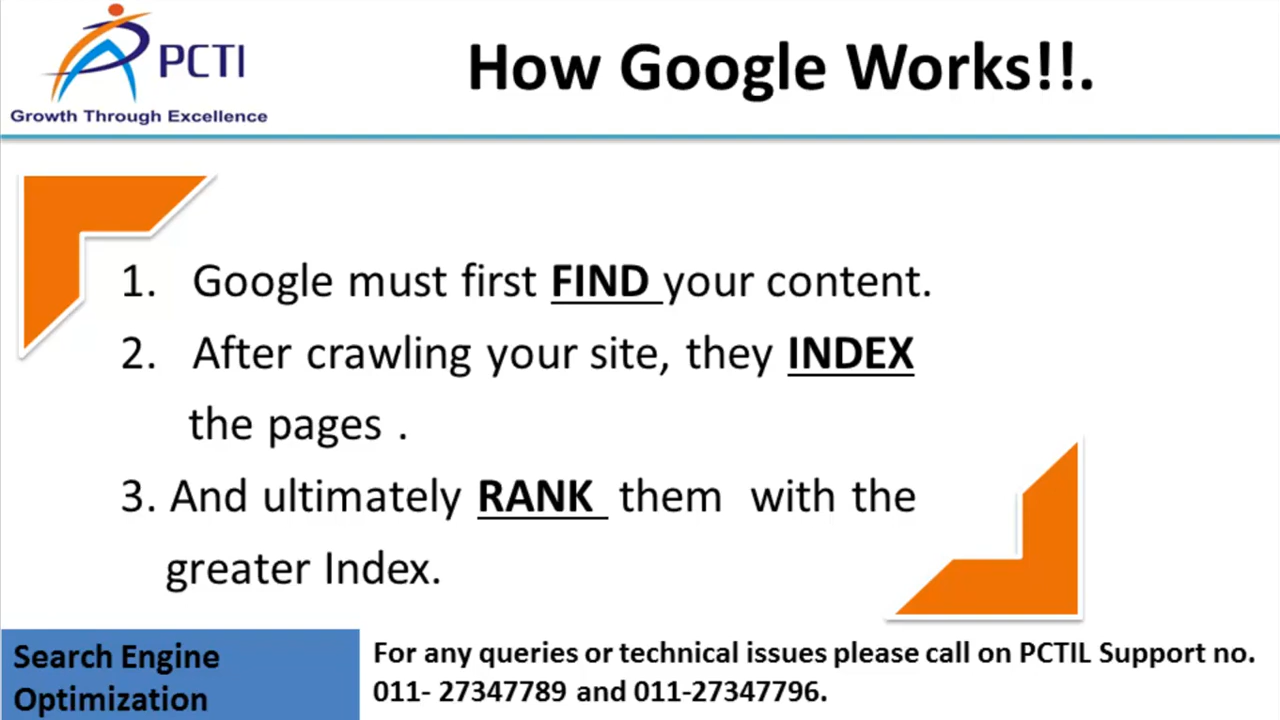 PCTI
Growth Through Excellence
How Google Works!!.
1. Google must first FIND your content.
2. After crawling your site, they INDEX
the pages .
3. And ultimately RANK them with the
greater Index.
Search Engine
Optimization
For any queries or technical issues please call on PCTIL Support no.
011- 27347789 and 011-27347796.